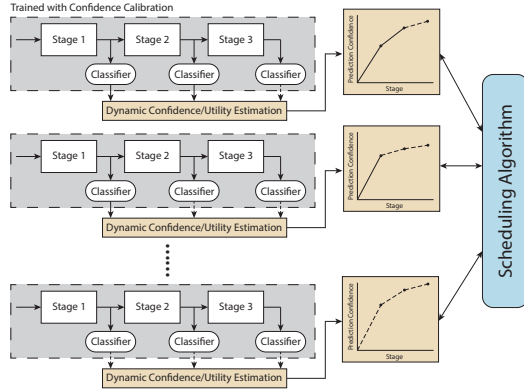 Trained with Confidence Calibration
Stage 1
Stage 2
Stage 3
Classifier
Classifier
Classifier
Dynamic Confidence/Utility Estimation
Prediction Confidence
Stage
Stage 1
Stage 2
Stage 3
Classifier
Classifier
Classifier
Dynamic Confidence/Utility Estimation
Prediction Confidence
Stage
Stage 1
Stage 2
Stage 3
Classifier
Classifier
Classifier
Dynamic Confidence/Utility Estimation
Prediction Confidence
Stage
Scheduling Algorithm